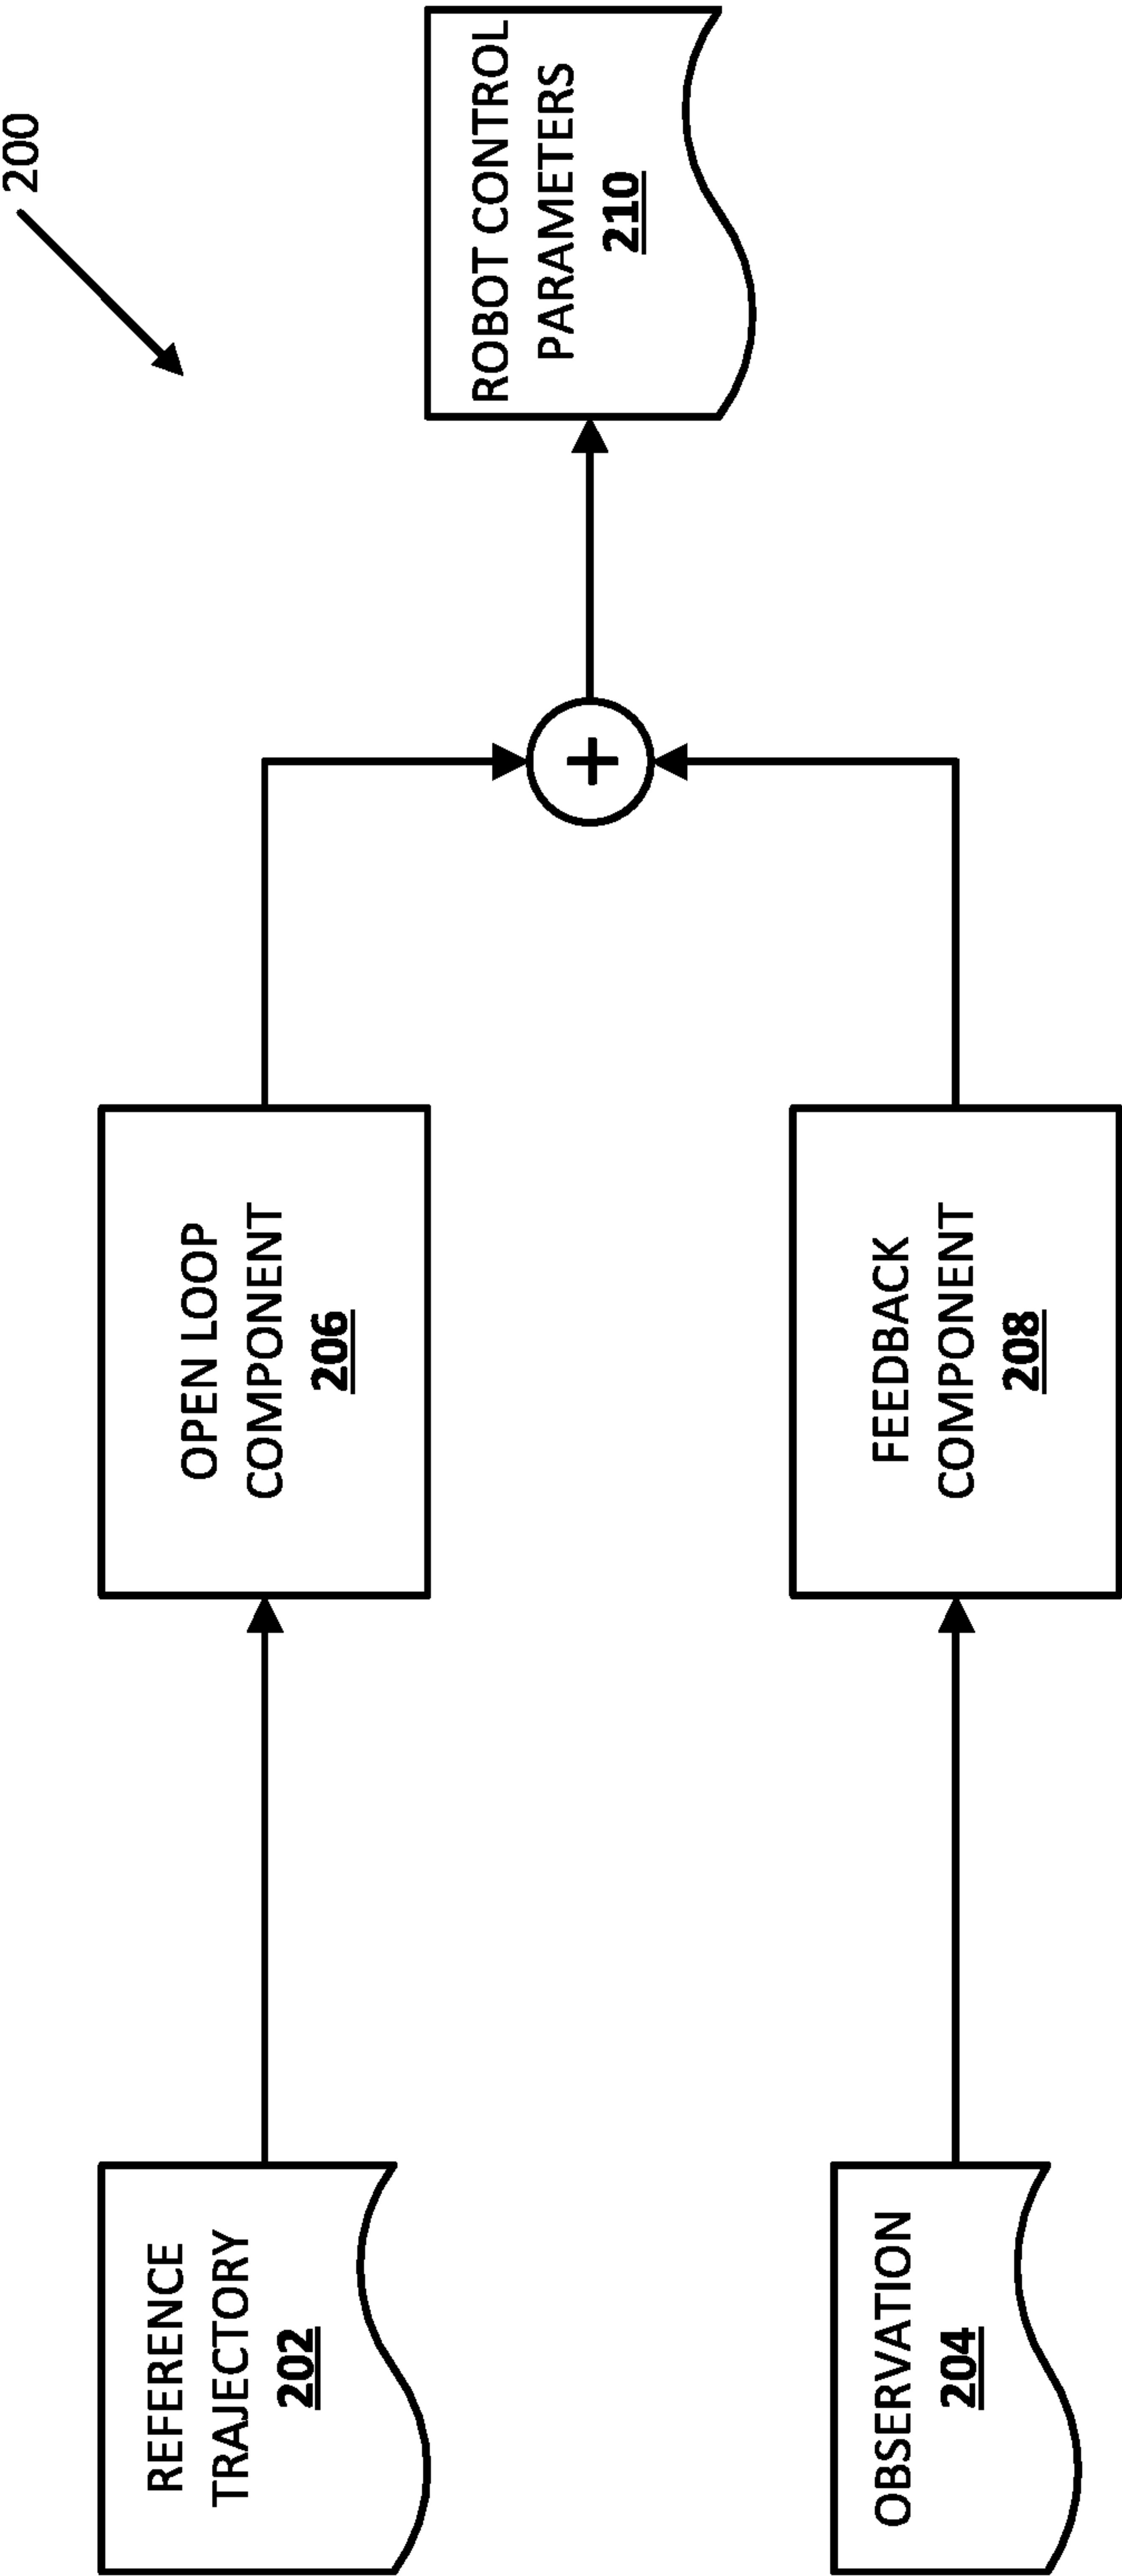 200
REFERENCE
TRAJECTORY
202
OPEN LOOP
COMPONENT
206
+
ROBOT CONTROL
PARAMETERS
210
OBSERVATION
204
FEEDBACK
COMPONENT
208